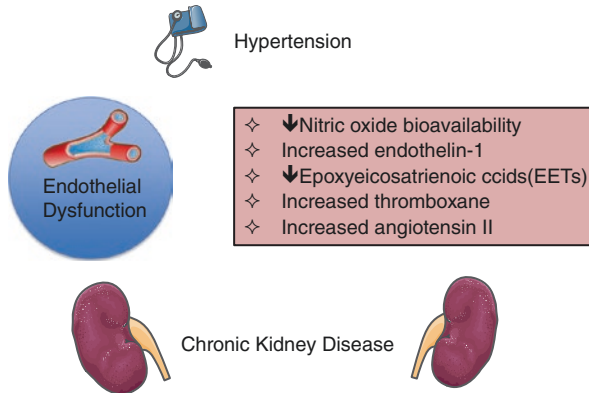 Hypertension
Endothelial
Dysfunction
✧ 🡇Nitric oxide bioavailability
✧ Increased endothelin-1
✧ 🡇Epoxyeicosatrienoic ccids(EETs)
✧ Increased thromboxane
✧ Increased angiotensin II
Chronic Kidney Disease